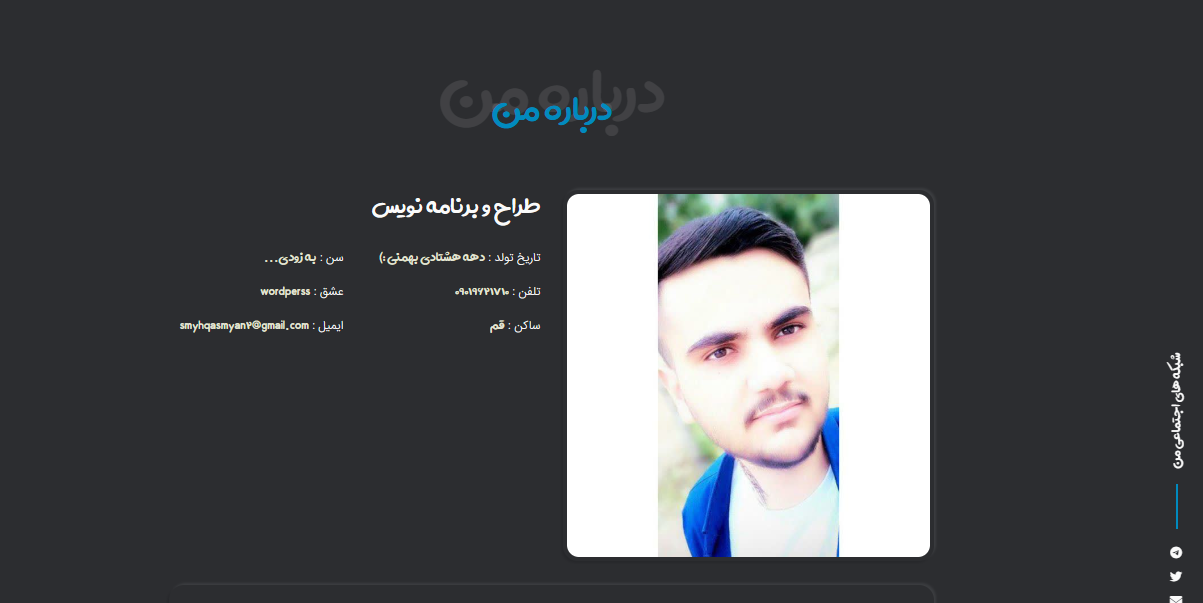 درباره من
درباره من
طراح و برنامه نویس
تاریخ تولد : دهه هشتادی بهمنی :)
سن : به زودی...
تلفن : ۰۹۰۱۹۶۲۱۷۱۰
عشق : wordperss
ساکن : قم
ایمیل : smyhqasmyan2@gmail.com
شبکه های اجتماعی من